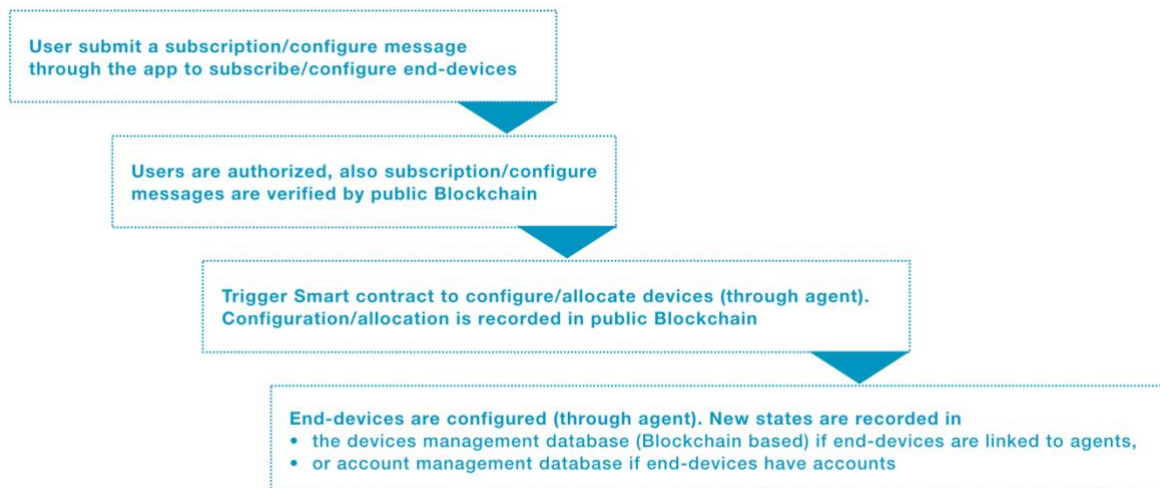 User submit a subscription/configure message
through the app to subscribe/configure end-devices
Users are authorized, also subscription/configure
messages are verified by public Blockchain
Trigger Smart contract to configure/allocate devices (through agent).
Configuration/allocation is recorded in public Blockchain
End-devices are configured (through agent). New states are recorded in
• the devices management database (Blockchain based) if end-devices are linked to agents,
• or account management database if end-devices have accounts